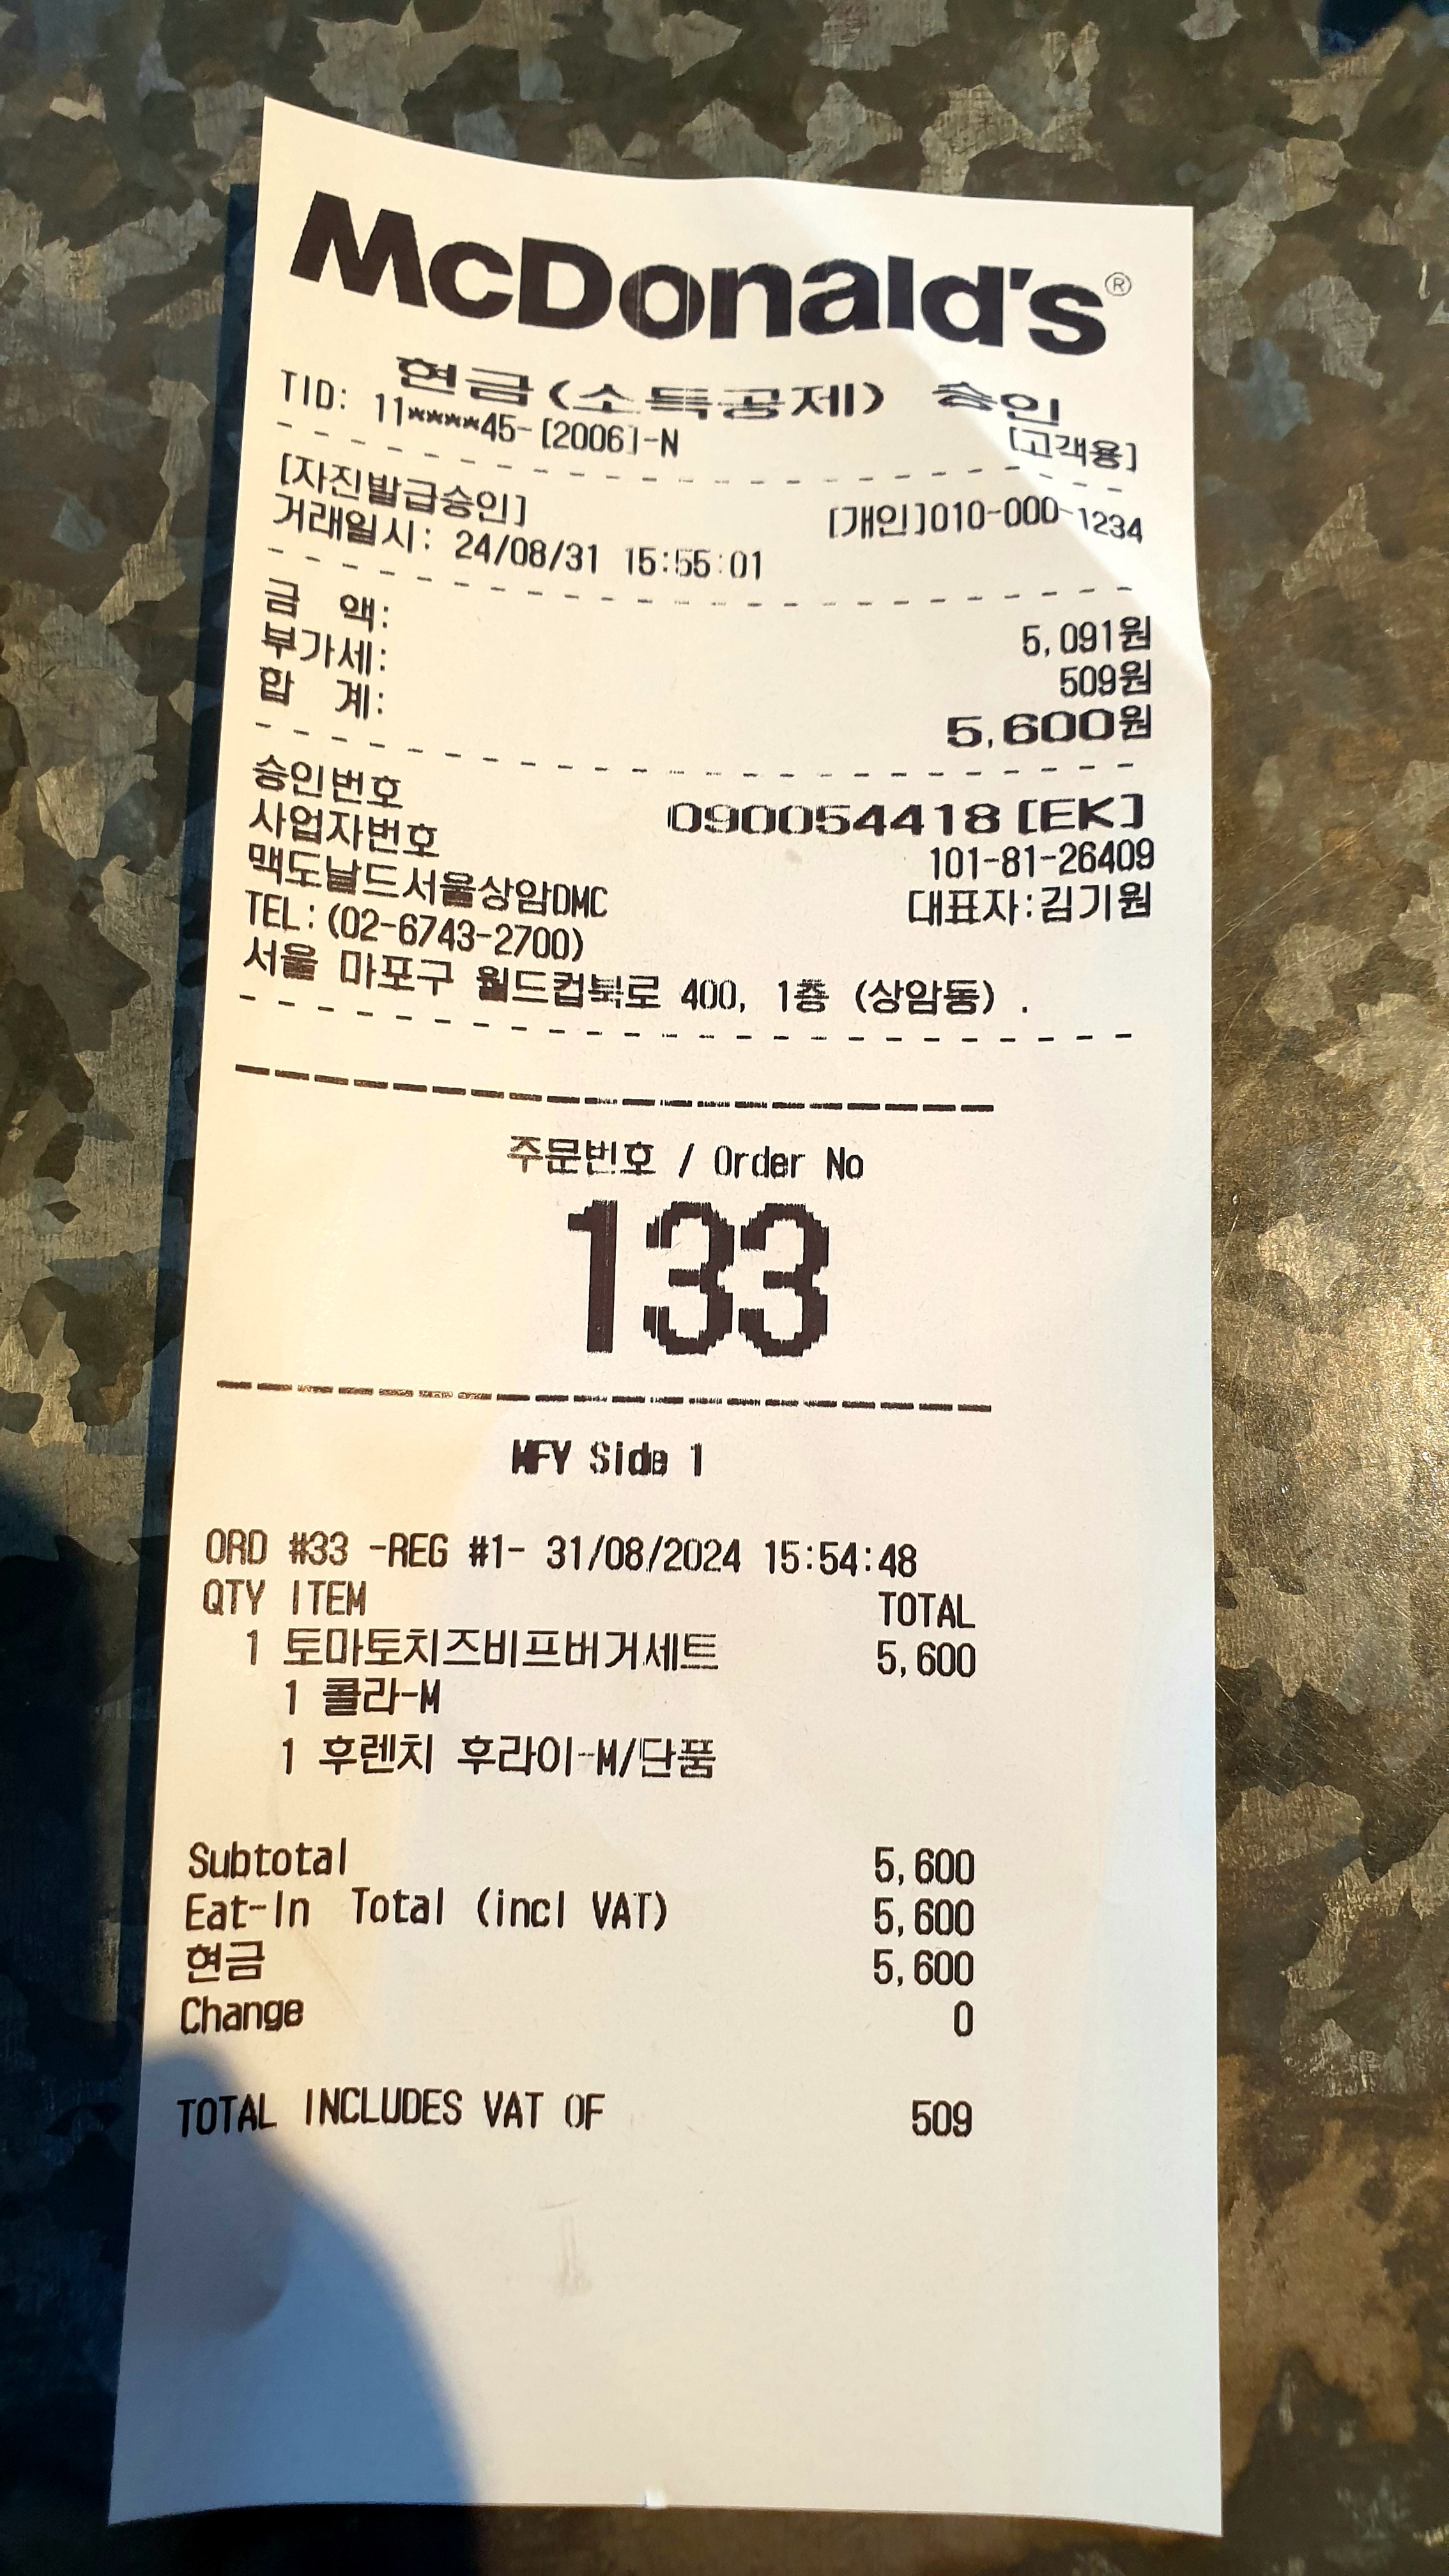 McDonald's®
현금(소득공제) 승인
TID: 11****45-[2006]-N [고객용]
[자진발급승인] [개인]010-000-1234
거래일시: 24/08/31 15:55:01
금 액: 5,091원
부가세: 509원
합 계: 5,600원
승인번호 090054418 [EK]
사업자번호 101-81-26409
맥도날드서울상암DMC 대표자:김기원
TEL:(02-6743-2700)
서울 마포구 월드컵북로 400, 1층 (상암동) .
주문번호 / Order No
133
MFY Side 1
ORD #33 -REG #1- 31/08/2024 15:54:48
QTY ITEM TOTAL
1 토마토치즈비프버거세트 5,600
1 콜라-M
1 후렌치 후라이-M/단품
Subtotal 5,600
Eat-In Total (incl VAT) 5,600
현금 5,600
Change 0
TOTAL INCLUDES VAT OF 509